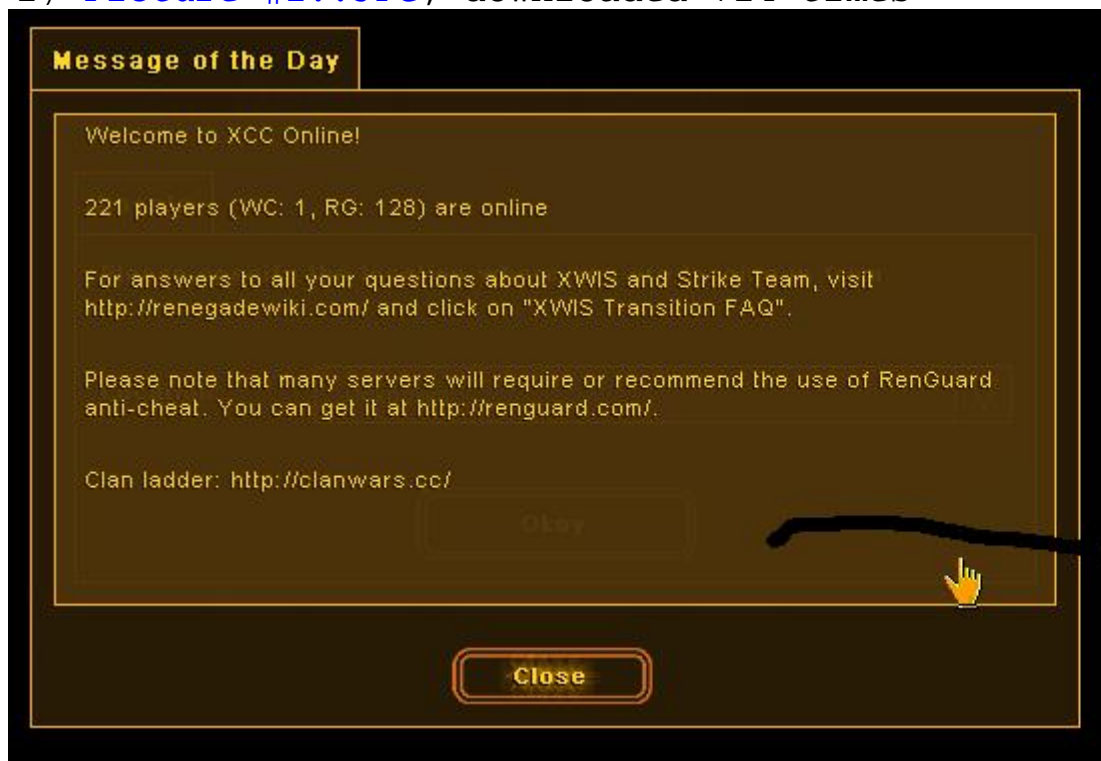 Message of the Day
Welcome to XCC Online!
221 players (WC: 1, RG: 128) are online
For answers to all your questions about XWIS and Strike Team, visit
http://renegadewiki.com/ and click on "XWIS Transition FAQ".
Please note that many servers will require or recommend the use of RenGuard
anti-cheat. You can get it at http://renguard.com/.
Clan ladder: http://clanwars.cc/
Okay
Close